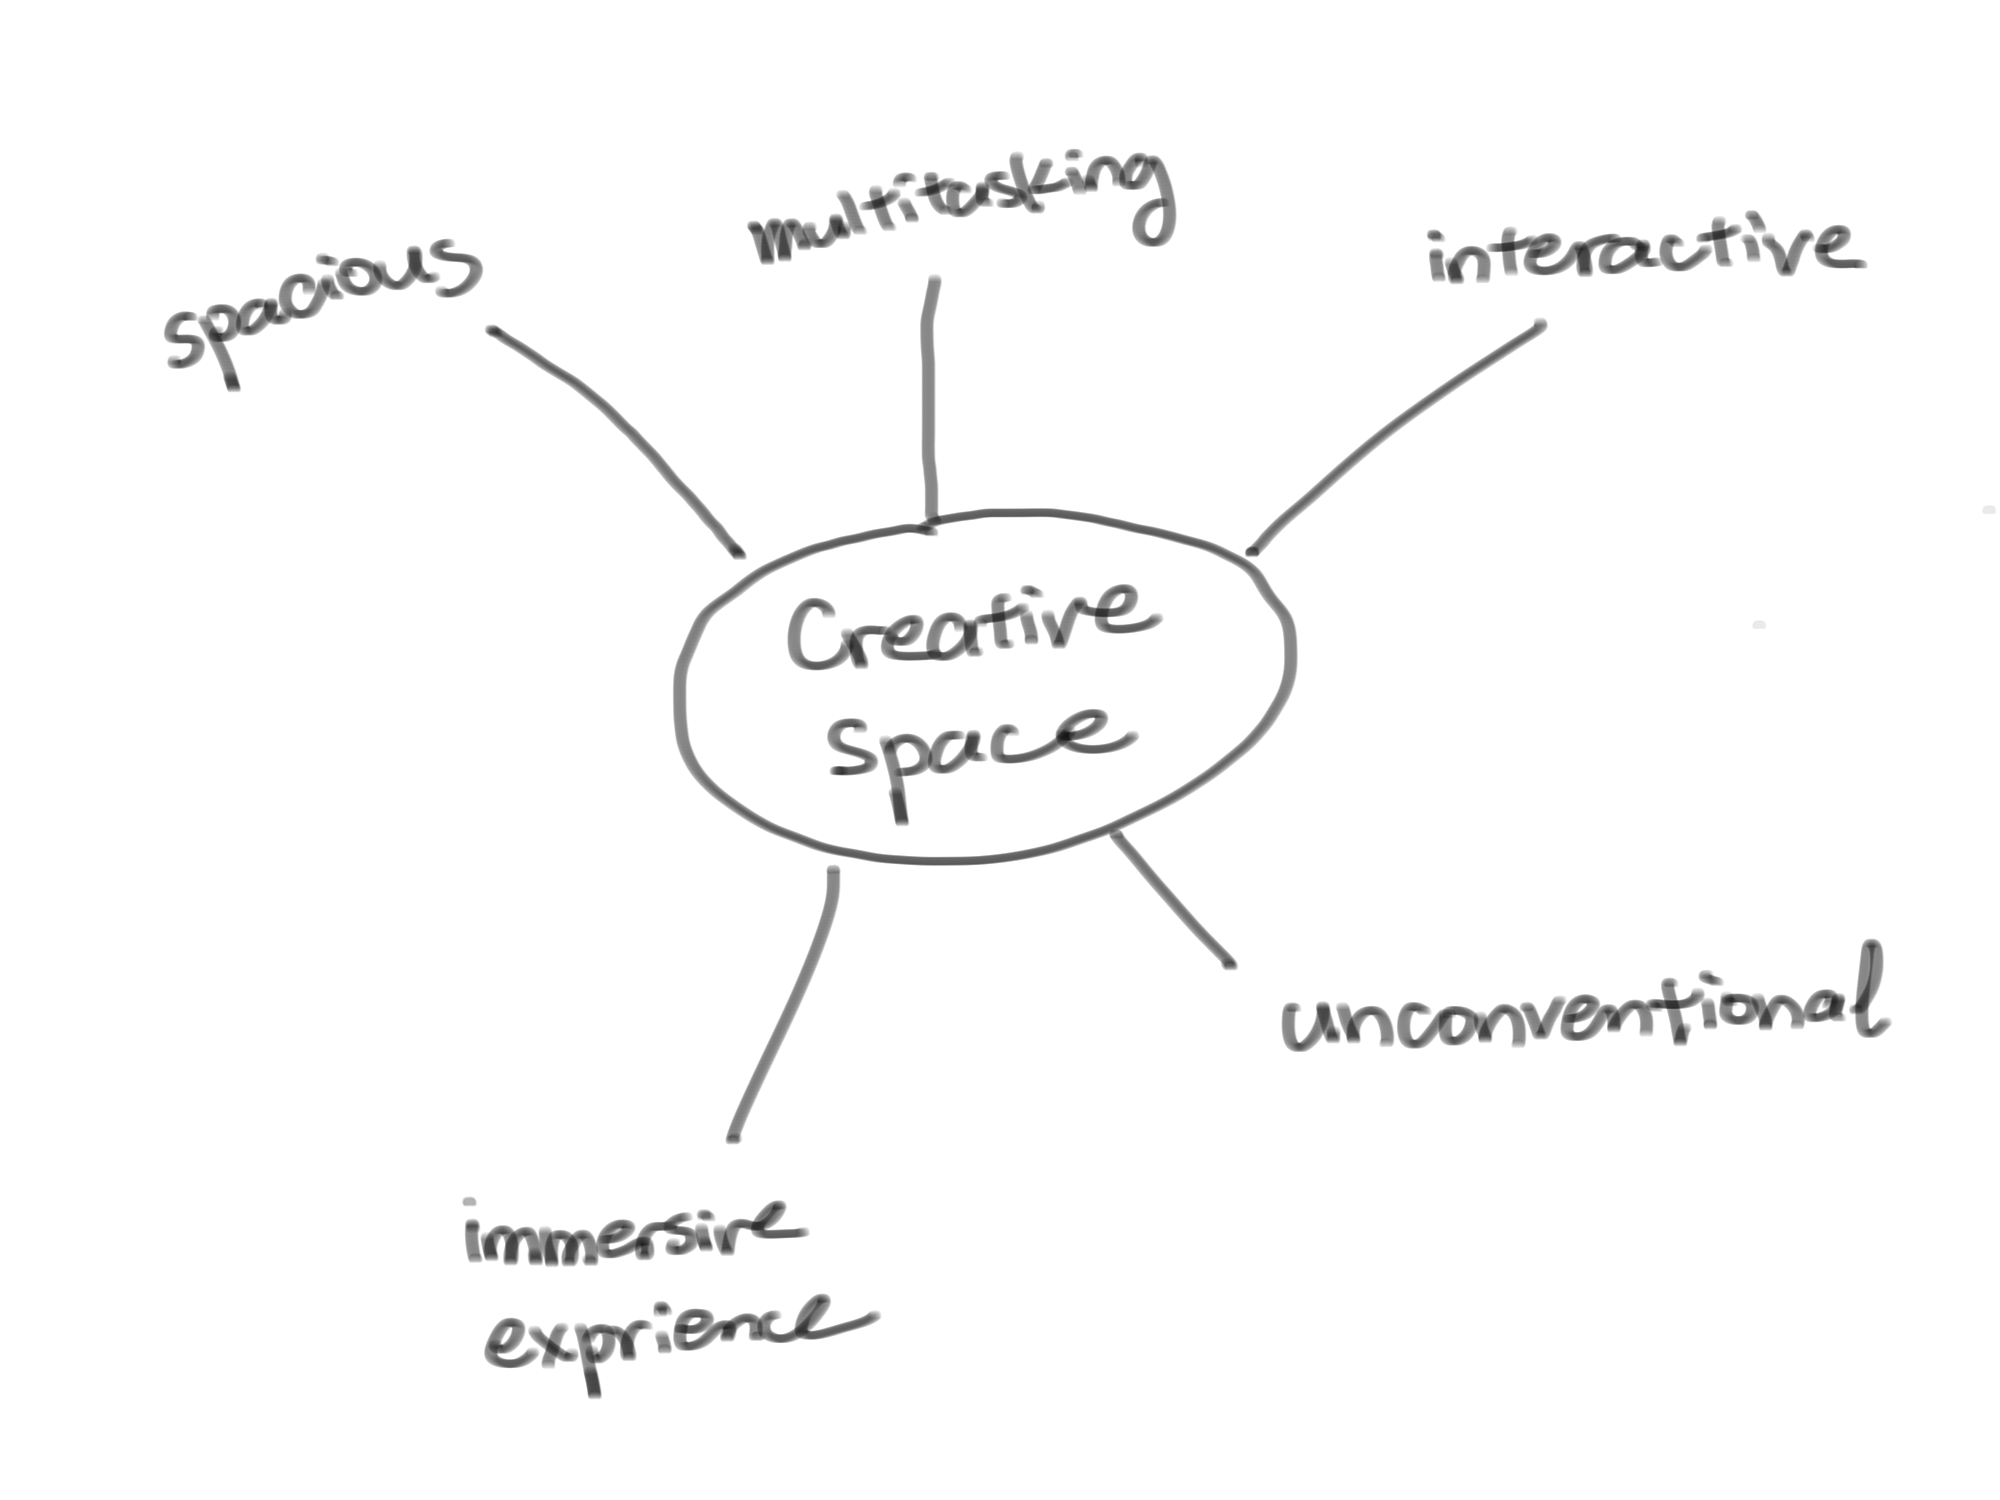 spacious
multitasking
interactive
Creative
space
unconventional
immersive
exprience